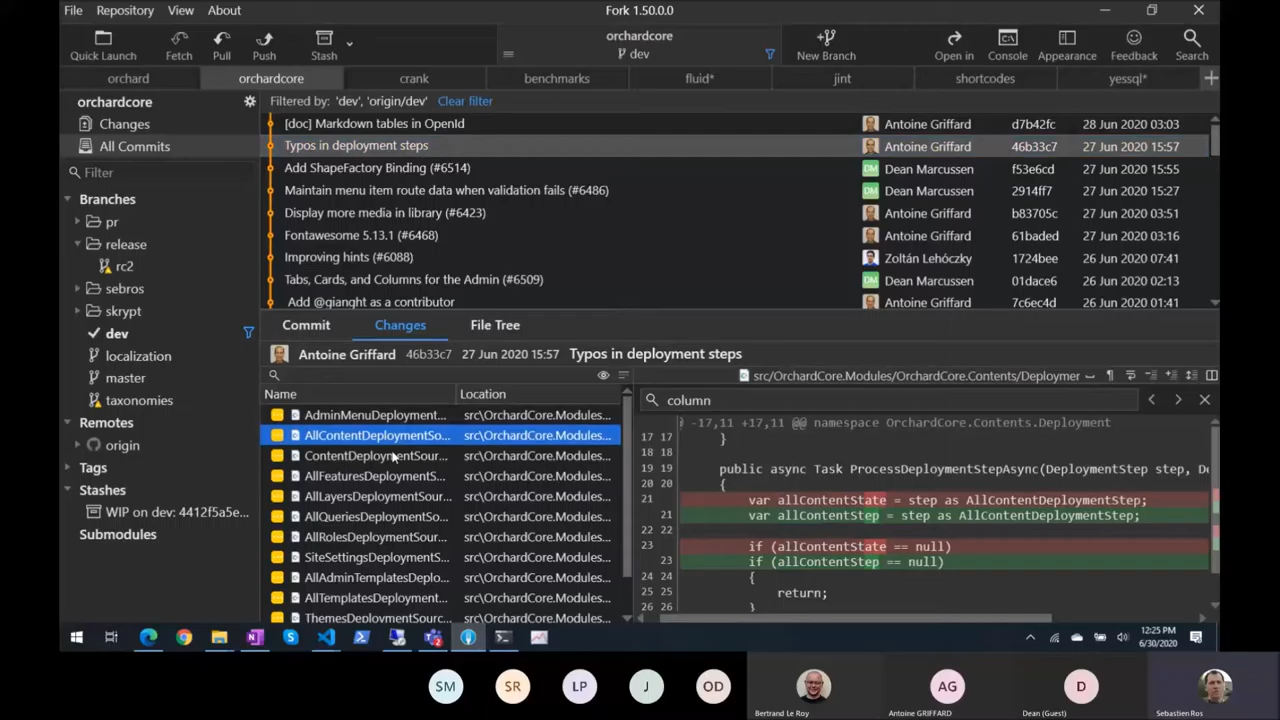 File Repository View About Fork 1.50.0.0
Quick Launch Fetch Pull Push Stash orchardcore dev New Branch Open in Console Appearance Feedback Search
orchard orchardcore crank benchmarks fluid* jint shortcodes yessql*
orchardcore
Changes
All Commits
Filter
Branches
pr
release
rc2
sebros
skrypt
dev
localization
master
taxonomies
Remotes
origin
Tags
Stashes
WIP on dev: 4412f5a5e...
Submodules
Filtered by: 'dev', 'origin/dev' Clear filter
[doc] Markdown tables in OpenId Antoine Griffard d7b42fc 28 Jun 2020 03:03
Typos in deployment steps Antoine Griffard 46b33c7 27 Jun 2020 15:57
Add ShapeFactory Binding (#6514) DM Dean Marcussen f53e6cd 27 Jun 2020 15:55
Maintain menu item route data when validation fails (#6486) DM Dean Marcussen 2914ff7 27 Jun 2020 15:27
Display more media in library (#6423) Antoine Griffard b83705c 27 Jun 2020 03:51
Fontawesome 5.13.1 (#6468) Antoine Griffard 61baded 27 Jun 2020 03:16
Improving hints (#6088) Zoltán Lehóczky 1724bee 26 Jun 2020 07:41
Tabs, Cards, and Columns for the Admin (#6509) DM Dean Marcussen 01dace6 26 Jun 2020 02:13
Add @qianght as a contributor Antoine Griffard 7c6ec4d 26 Jun 2020 01:41
Commit Changes File Tree
Antoine Griffard 46b33c7 27 Jun 2020 15:57 Typos in deployment steps
Name Location
AdminMenuDeployment... src\OrchardCore.Modules...
AllContentDeploymentSo... src\OrchardCore.Modules...
ContentDeploymentSour... src\OrchardCore.Modules...
AllFeaturesDeploymentS... src\OrchardCore.Modules...
AllLayersDeploymentSour... src\OrchardCore.Modules...
AllQueriesDeploymentSo... src\OrchardCore.Modules...
AllRolesDeploymentSour... src\OrchardCore.Modules...
SiteSettingsDeploymentS... src\OrchardCore.Modules...
AllAdminTemplatesDeplo... src\OrchardCore.Modules...
AllTemplatesDeployment... src\OrchardCore.Modules...
ThemesDeploymentSourc... src\OrchardCore.Modules...
src/OrchardCore.Modules/OrchardCore.Contents/Deploymer
column
-17,11 +17,11 @@ namespace OrchardCore.Contents.Deployment
17 17 }
18 18
19 19 public async Task ProcessDeploymentStepAsync(DeploymentStep step, De
20 20 {
21 var allContentState = step as AllContentDeploymentStep;
21 var allContentStep = step as AllContentDeploymentStep;
22 22
23 if (allContentState == null)
23 if (allContentStep == null)
24 24 {
25 25 return;
26 26 }
12:25 PM
6/30/2020
SM SR LP J OD AG D
Bertrand Le Roy Antoine GRIFFARD Dean (Guest) Sebastien Ros